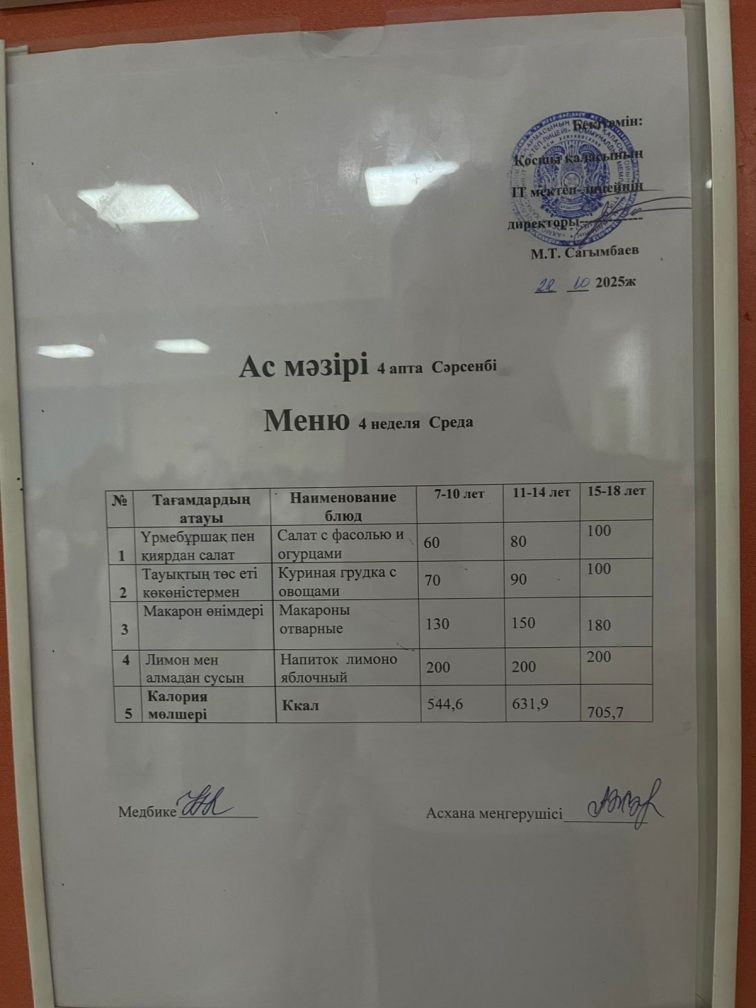 Бекітемін:
Қосшы қаласының
IT мектеп-лицейнің
директоры
М.Т. Сагымбаев
28 10 2025ж
Ас мәзірі 4 апта Сәрсенбі
Меню 4 неделя Среда
№ Тағамдардың атауы Наименование блюд 7-10 лет 11-14 лет 15-18 лет
1 Үрмебұршақ пен қиярдан салат Салат с фасолью и огурцами 60 80 100
2 Тауықтың төс еті көкөністермен Куриная грудка с овощами 70 90 100
3 Макарон өнімдері Макароны отварные 130 150 180
4 Лимон мен алмадан сусын Напиток лимоно яблочный 200 200 200
5 Калория мөлшері Ккал 544,6 631,9 705,7
Медбике
Асхана меңгерушісі